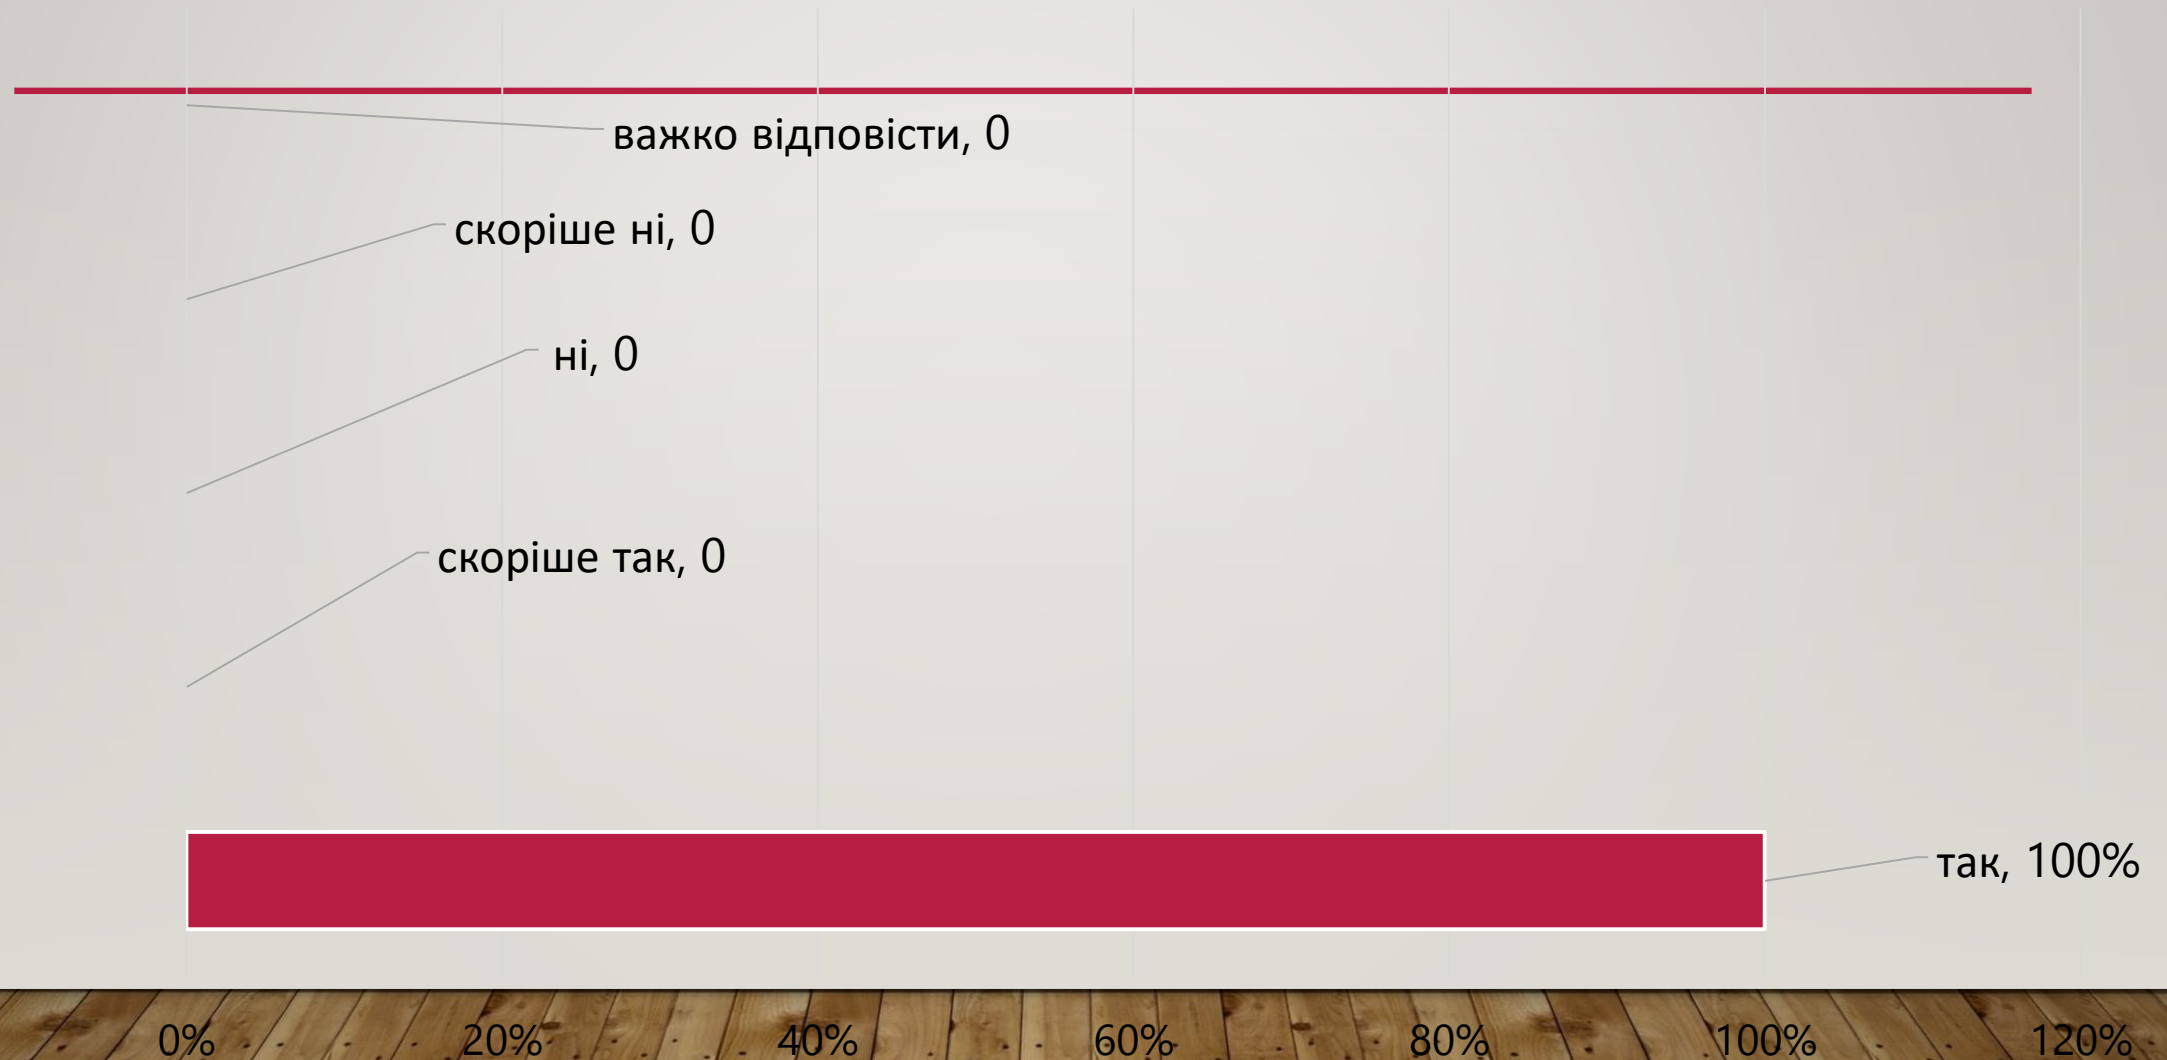 важко відповісти, 0
скоріше ні, 0
ні, 0
скоріше так, 0
так, 100%
0% 20% 40% 60% 80% 100% 120%